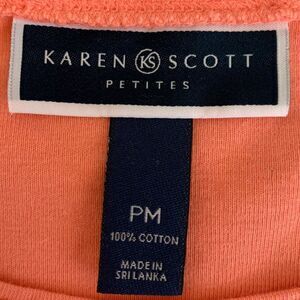 KAREN KS SCOTT
PETITES
PM
100% COTTON
MADE IN
SRI LANKA